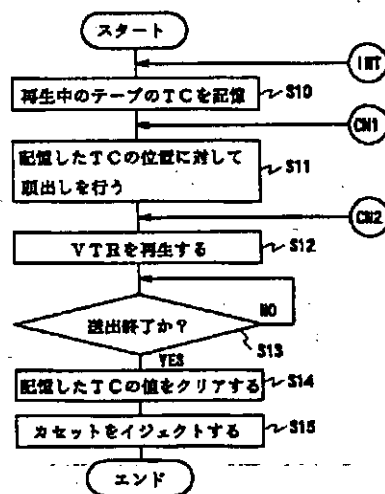 スタート
INT
再生中のテープのTCを記憶
S10
CN1
記憶したTCの位置に対して
頭出しを行う
S11
CN2
VTRを再生する
S12
送出終了か?
NO
S13
YES
記憶したTCの値をクリアする
S14
カセットをイジェクトする
S15
エンド